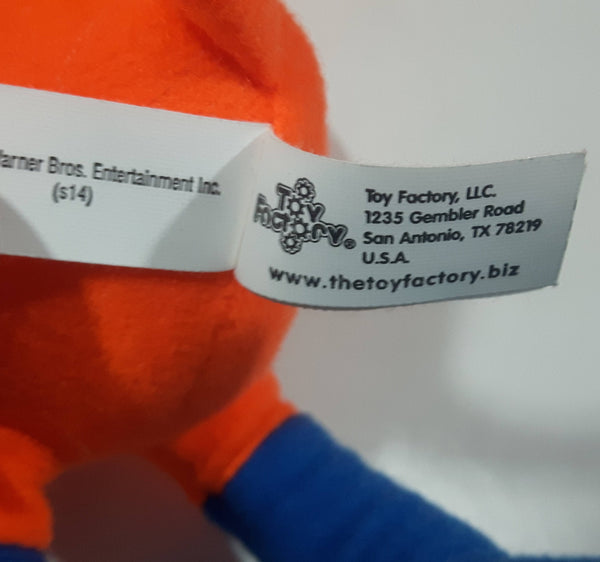 Warner Bros. Entertainment Inc.
(s14)
Toy
Factory®
Toy Factory, LLC.
1235 Gembler Road
San Antonio, TX 78219
U.S.A.
www.thetoyfactory.biz